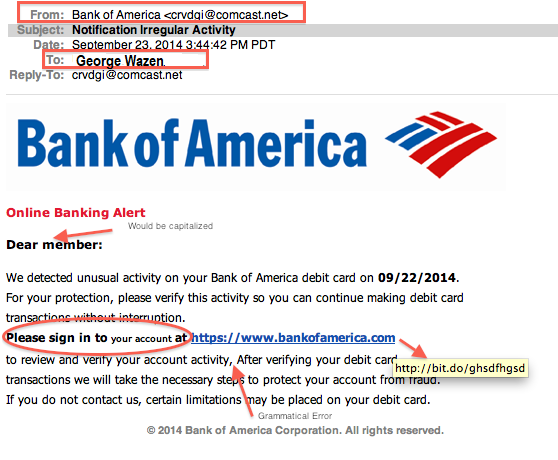 From: Bank of America <crvdgi@comcast.net>
Subject: Notification Irregular Activity
Date: September 23, 2014 3:44:42 PM PDT
To: George Wazen
Reply-To: crvdgi@comcast.net
Bank of America
Online Banking Alert
Would be capitalized
Dear member:
We detected unusual activity on your Bank of America debit card on 09/22/2014.
For your protection, please verify this activity so you can continue making debit card
transactions without interruption.
Please sign in to your account at https://www.bankofamerica.com
to review and verify your account activity, After verifying your debit card
http://bit.do/ghsdfhgsd
transactions we will take the necessary steps to protect your account from fraud.
If you do not contact us, certain limitations may be placed on your debit card.
Grammatical Error
© 2014 Bank of America Corporation. All rights reserved.